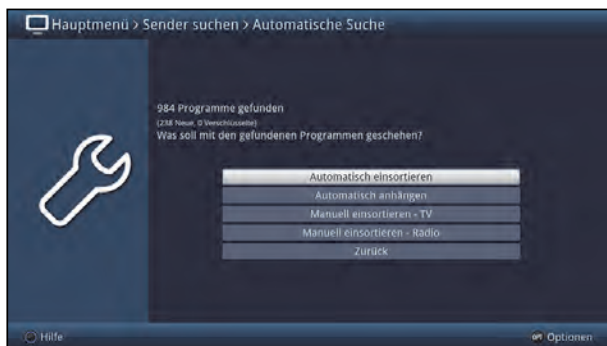 Hauptmenü > Sender suchen > Automatische Suche
984 Programme gefunden
(238 Neue, 0 Verschlüsselte)
Was soll mit den gefundenen Programmen geschehen?
Automatisch einsortieren
Automatisch anhängen
Manuell einsortieren - TV
Manuell einsortieren - Radio
Zurück
Hilfe
OPT Optionen